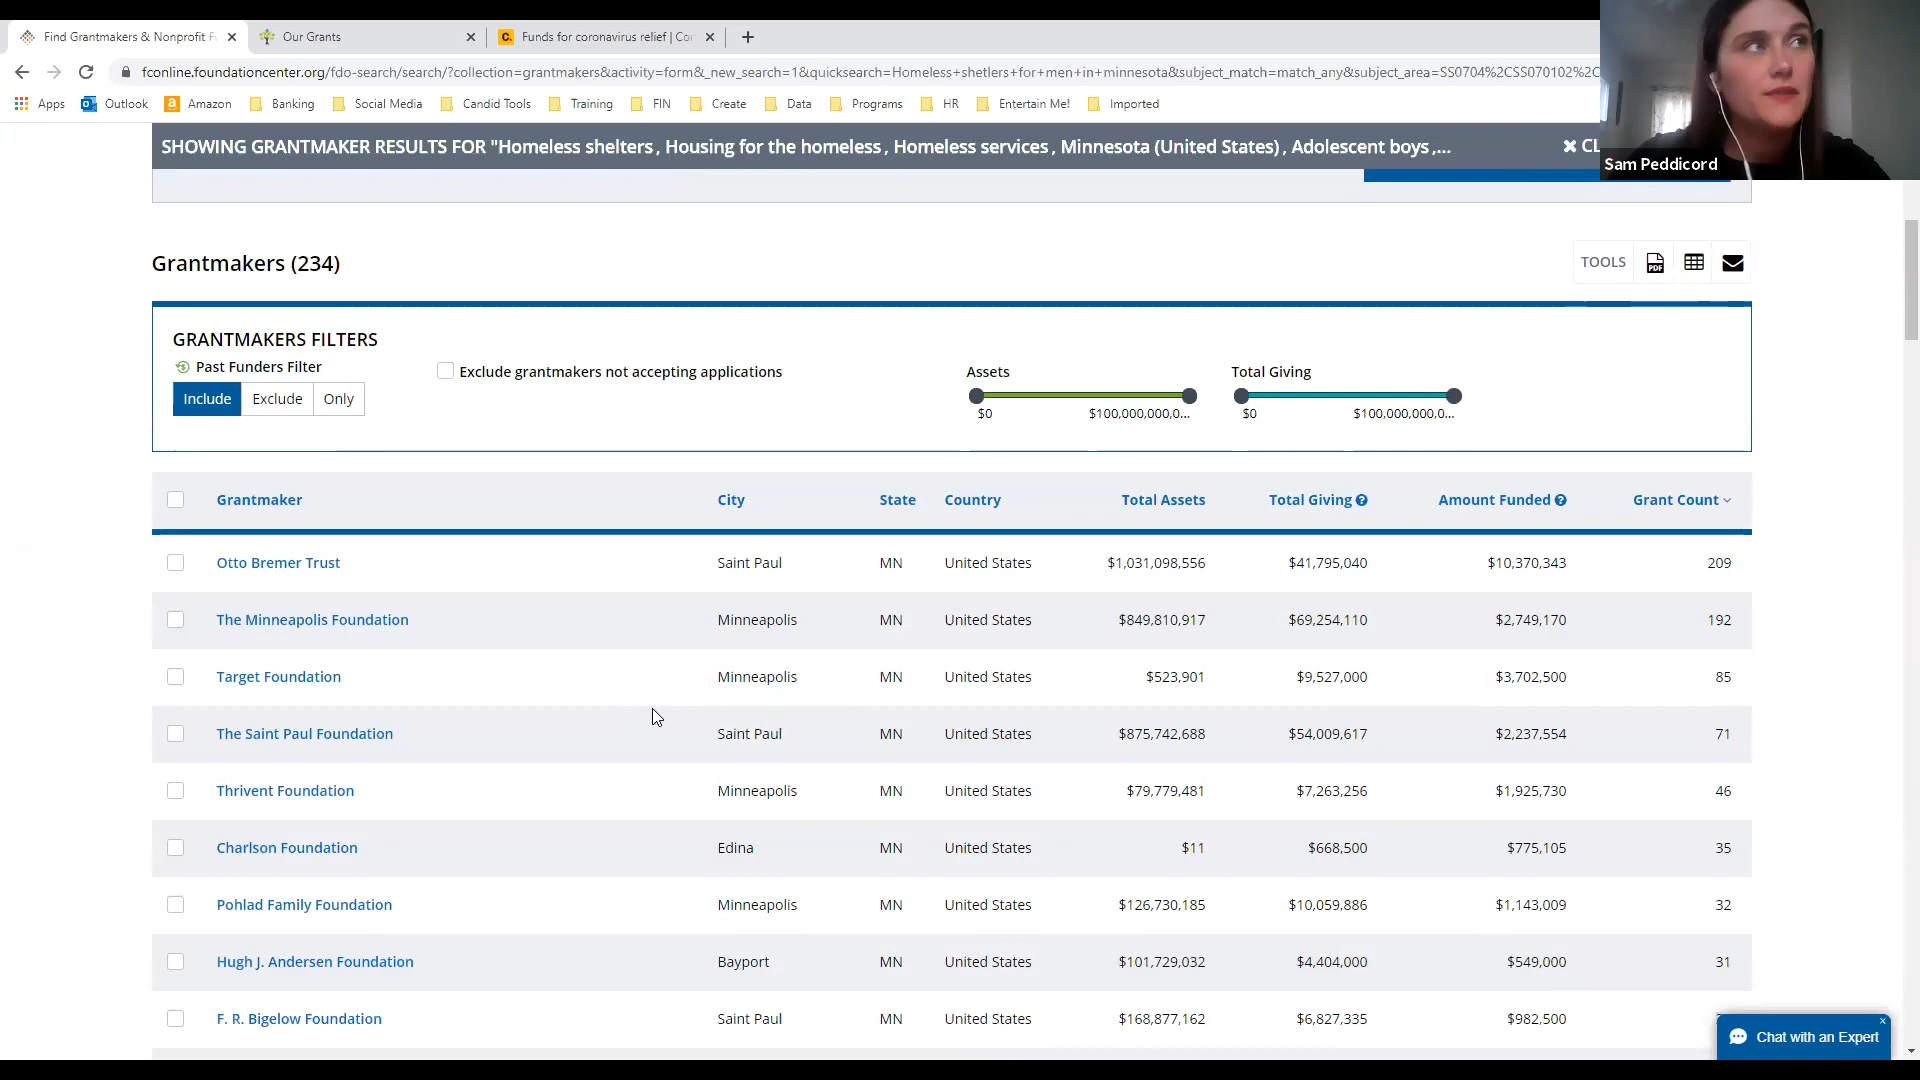 Find Grantmakers & Nonprofit F
Our Grants
Funds for coronavirus relief | Co
fconline.foundationcenter.org/fdo-search/search/?collection=grantmakers&activity=form&_new_search=1&quicksearch=Homeless+shetlers+for+men+in+minnesota&subject_match=match_any&subject_area=SS0704%2CSS070102%2C
Apps Outlook Amazon Banking Social Media Candid Tools Training FIN Create Data Programs HR Entertain Me! Imported
SHOWING GRANTMAKER RESULTS FOR "Homeless shelters, Housing for the homeless, Homeless services, Minnesota (United States), Adolescent boys,...
CL
Sam Peddicord
Grantmakers (234)
TOOLS
PDF
GRANTMAKERS FILTERS
Past Funders Filter
Include Exclude Only
Exclude grantmakers not accepting applications
Assets
$0 $100,000,000,0...
Total Giving
$0 $100,000,000,0...
Grantmaker City State Country Total Assets Total Giving Amount Funded Grant Count
Otto Bremer Trust Saint Paul MN United States $1,031,098,556 $41,795,040 $10,370,343 209
The Minneapolis Foundation Minneapolis MN United States $849,810,917 $69,254,110 $2,749,170 192
Target Foundation Minneapolis MN United States $523,901 $9,527,000 $3,702,500 85
The Saint Paul Foundation Saint Paul MN United States $875,742,688 $54,009,617 $2,237,554 71
Thrivent Foundation Minneapolis MN United States $79,779,481 $7,263,256 $1,925,730 46
Charlson Foundation Edina MN United States $11 $668,500 $775,105 35
Pohlad Family Foundation Minneapolis MN United States $126,730,185 $10,059,886 $1,143,009 32
Hugh J. Andersen Foundation Bayport MN United States $101,729,032 $4,404,000 $549,000 31
F. R. Bigelow Foundation Saint Paul MN United States $168,877,162 $6,827,335 $982,500
Chat with an Expert